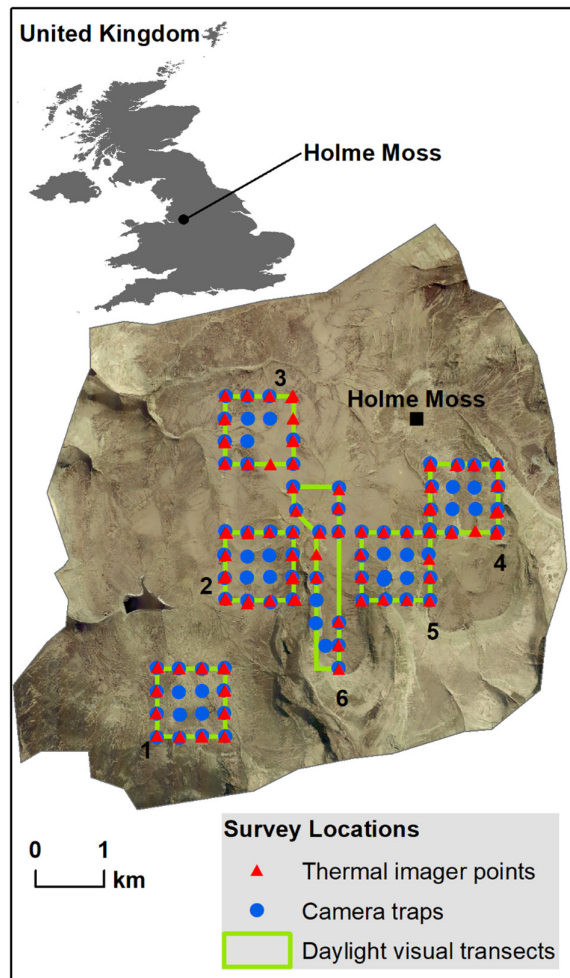 United Kingdom
Holme Moss
3
Holme Moss
2
4
5
6
1
0 1
km
Survey Locations
Thermal imager points
Camera traps
Daylight visual transects